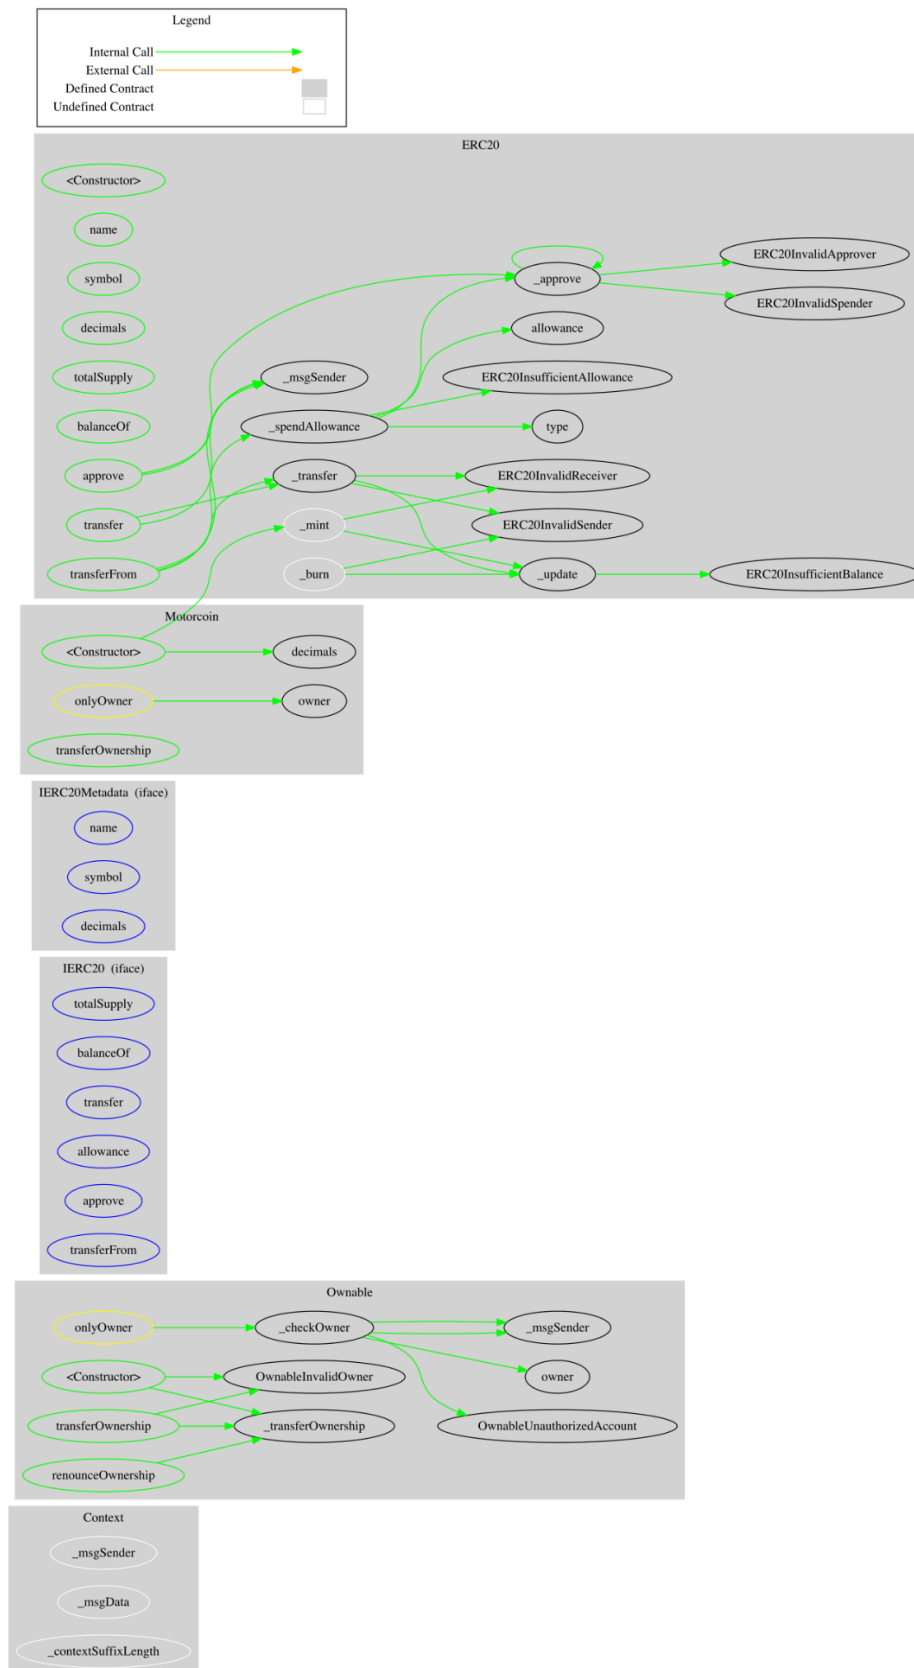 Legend
Internal Call
External Call
Defined Contract
Undefined Contract
ERC20
<Constructor>
name
symbol
decimals
totalSupply
balanceOf
approve
transfer
transferFrom
_msgSender
_spendAllowance
_transfer
_mint
_burn
_approve
allowance
ERC20InsufficientAllowance
type
ERC20InvalidReceiver
ERC20InvalidSender
_update
ERC20InvalidApprover
ERC20InvalidSpender
ERC20InsufficientBalance
Motorcoin
<Constructor>
decimals
onlyOwner
owner
transferOwnership
IERC20Metadata (iface)
name
symbol
decimals
IERC20 (iface)
totalSupply
balanceOf
transfer
allowance
approve
transferFrom
Ownable
onlyOwner
<Constructor>
transferOwnership
renounceOwnership
_checkOwner
OwnableInvalidOwner
_transferOwnership
_msgSender
owner
OwnableUnauthorizedAccount
Context
_msgSender
_msgData
_contextSuffixLength